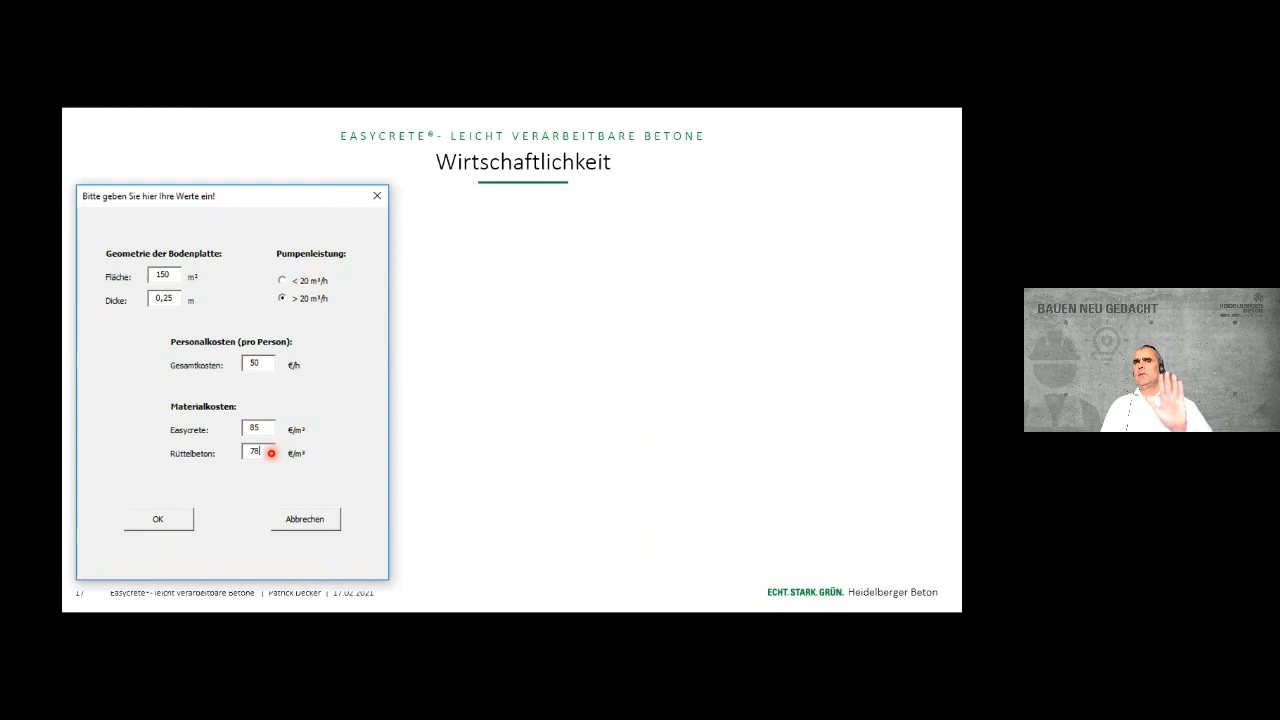 EASYCRETE®- LEICHT VERARBEITBARE BETONE
Wirtschaftlichkeit
Bitte geben Sie hier Ihre Werte ein!
Geometrie der Bodenplatte:
Pumpenleistung:
Fläche: 150 m²
< 20 m³/h
Dicke: 0,25 m
> 20 m³/h
Personalkosten (pro Person):
Gesamtkosten: 50 €/h
Materialkosten:
Easycrete: 85 €/m³
Rüttelbeton: 78 €/m³
OK
Abbrechen
17 Easycrete®- leicht verarbeitbare Betone | Patrick Decker | 17.02.2021
ECHT. STARK. GRÜN. Heidelberger Beton
BAUEN NEU GEDACHT
HEIDELBERGER
BETON